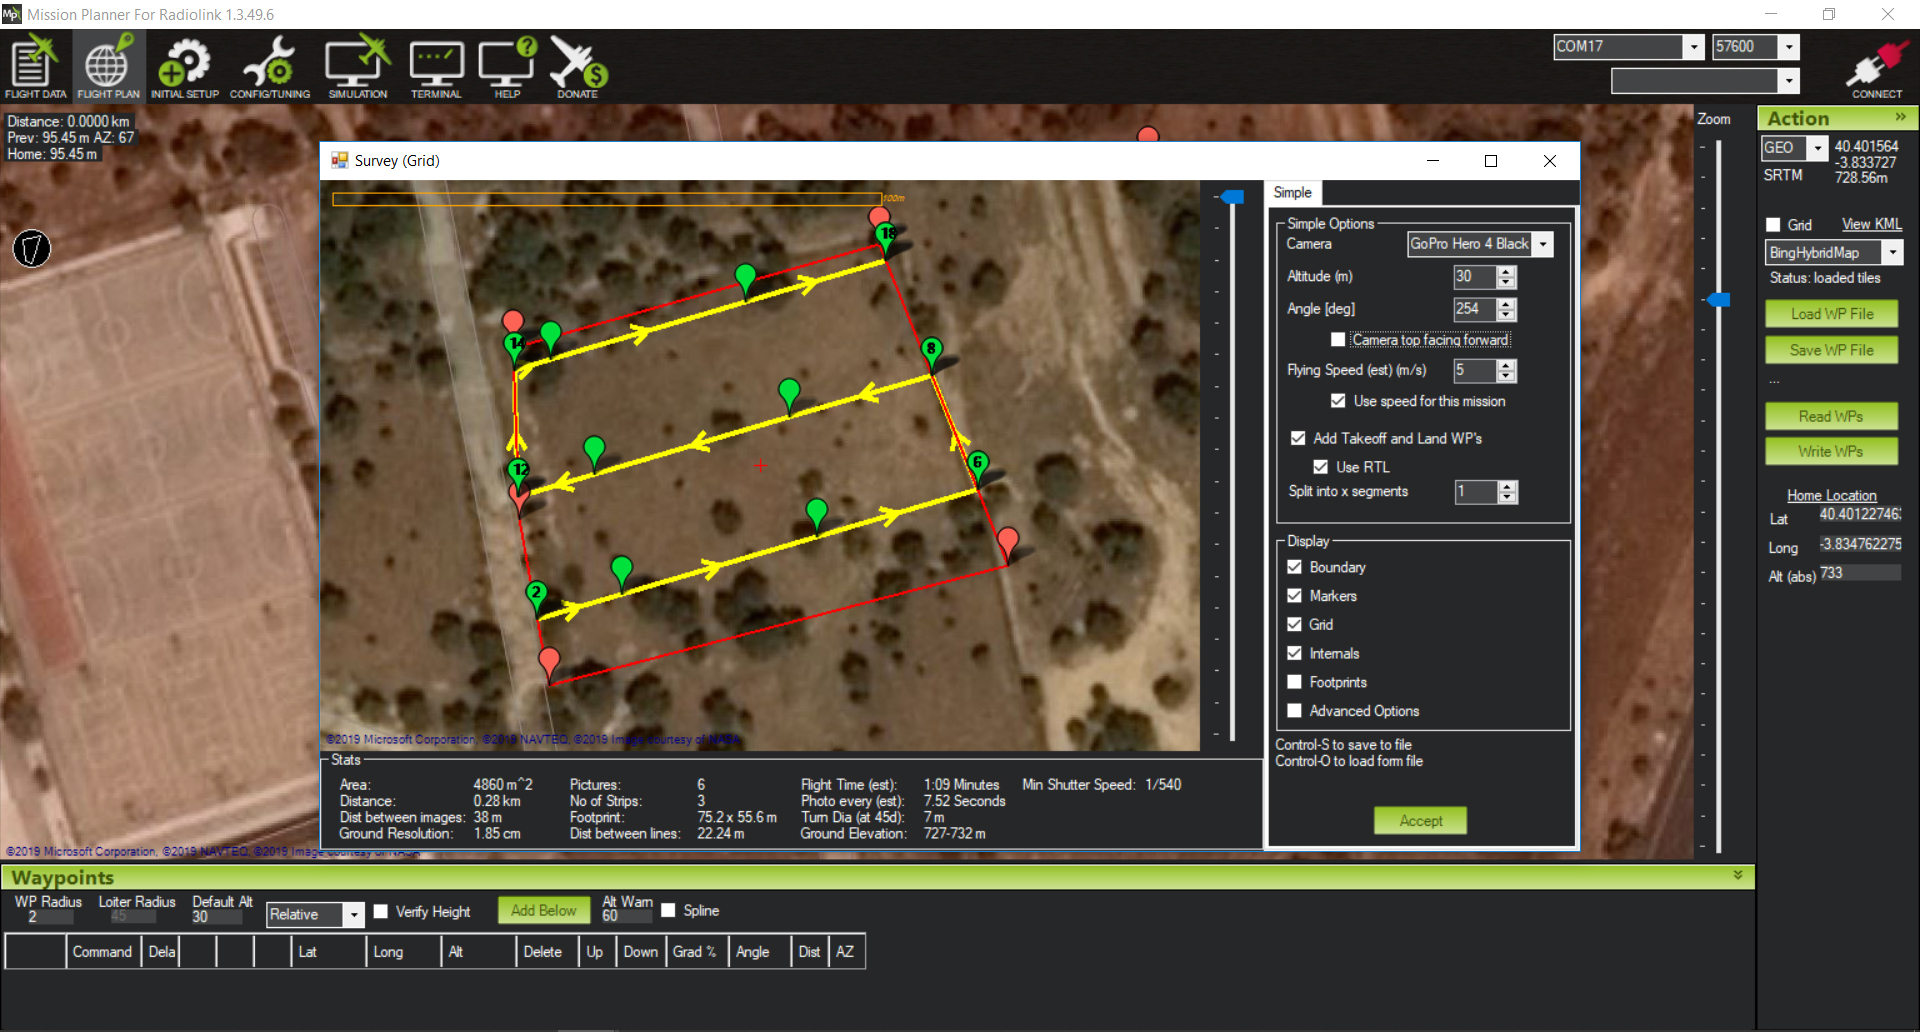 Mission Planner For Radiolink 1.3.49.6
FLIGHT DATA
FLIGHT PLAN
INITIAL SETUP
CONFIG/TUNING
SIMULATION
TERMINAL
HELP
DONATE
COM17
57600
CONNECT
Distance: 0.0000 km
Prev: 95.45 m AZ: 67
Home: 95.45 m
Zoom
Action
GEO
40.401564
-3.833727
SRTM
728.56m
Grid
View KML
BingHybridMap
Status: loaded tiles
Load WP File
Save WP File
...
Read WPs
Write WPs
Home Location
Lat
40.40122746
Long
-3.834762275
Alt (abs)
733
Survey (Grid)
100m
18
14
8
12
6
2
©2019 Microsoft Corporation, ©2019 NAVTEQ, ©2019 Image courtesy of NASA
Simple
Simple Options
Camera
GoPro Hero 4 Black
Altitude (m)
30
Angle [deg]
254
Camera top facing forward
Flying Speed (est) (m/s)
5
Use speed for this mission
Add Takeoff and Land WP's
Use RTL
Split into x segments
1
Display
Boundary
Markers
Grid
Internals
Footprints
Advanced Options
Control-S to save to file
Control-O to load form file
Accept
Stats
Area: 4860 m^2 Pictures: 6 Flight Time (est): 1:09 Minutes Min Shutter Speed: 1/540
Distance: 0.28 km No of Strips: 3 Photo every (est): 7.52 Seconds
Dist between images: 38 m Footprint: 75.2 x 55.6 m Turn Dia (at 45d): 7 m
Ground Resolution: 1.85 cm Dist between lines: 22.24 m Ground Elevation: 727-732 m
©2019 Microsoft Corporation, ©2019 NAVTEQ, ©2019 Image courtesy of NASA
Waypoints
WP Radius
2
Loiter Radius
45
Default Alt
30
Relative
Verify Height
Add Below
Alt Warn
60
Spline
Command Dela Lat Long Alt Delete Up Down Grad % Angle Dist AZ